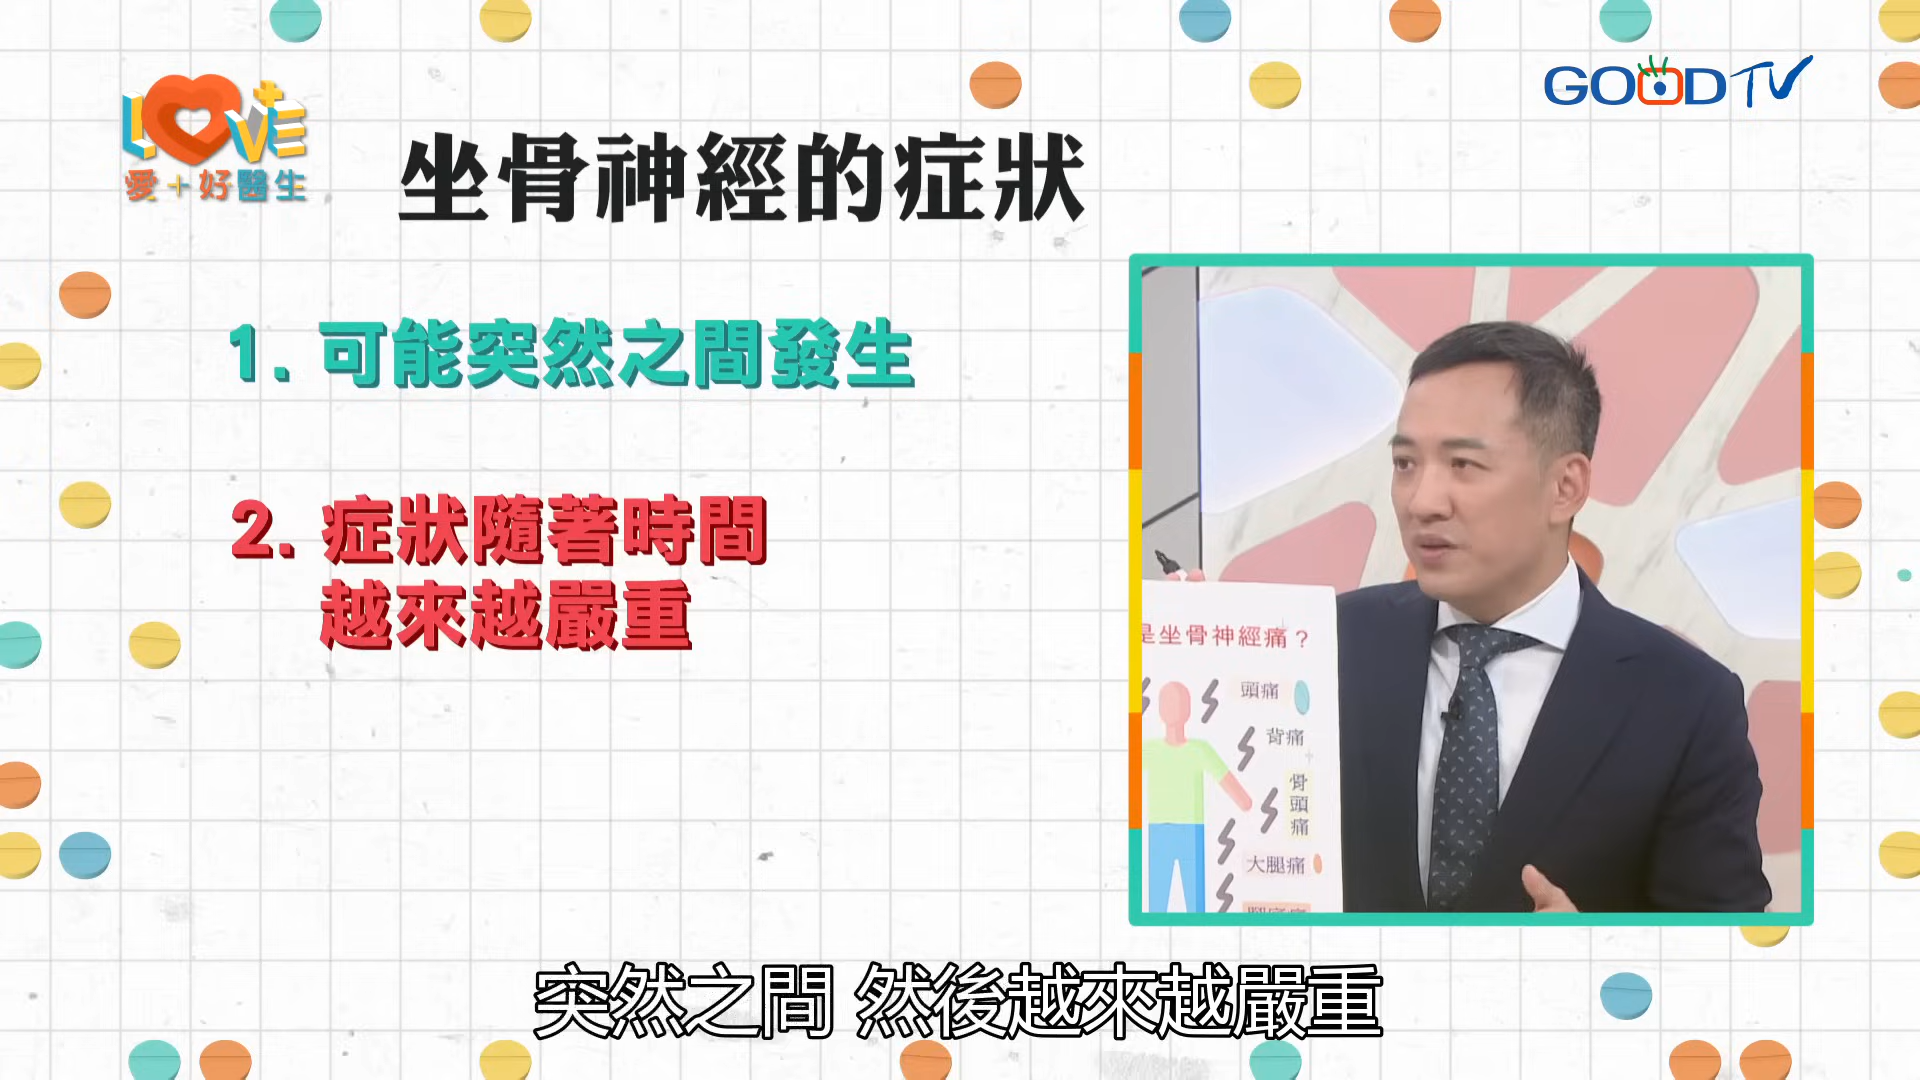 LOVE
愛+好醫生
GOODTV
坐骨神經的症狀
1. 可能突然之間發生
2. 症狀隨著時間
越來越嚴重
是坐骨神經痛？
頭痛
背痛
骨頭痛
大腿痛
突然之間 然後越來越嚴重